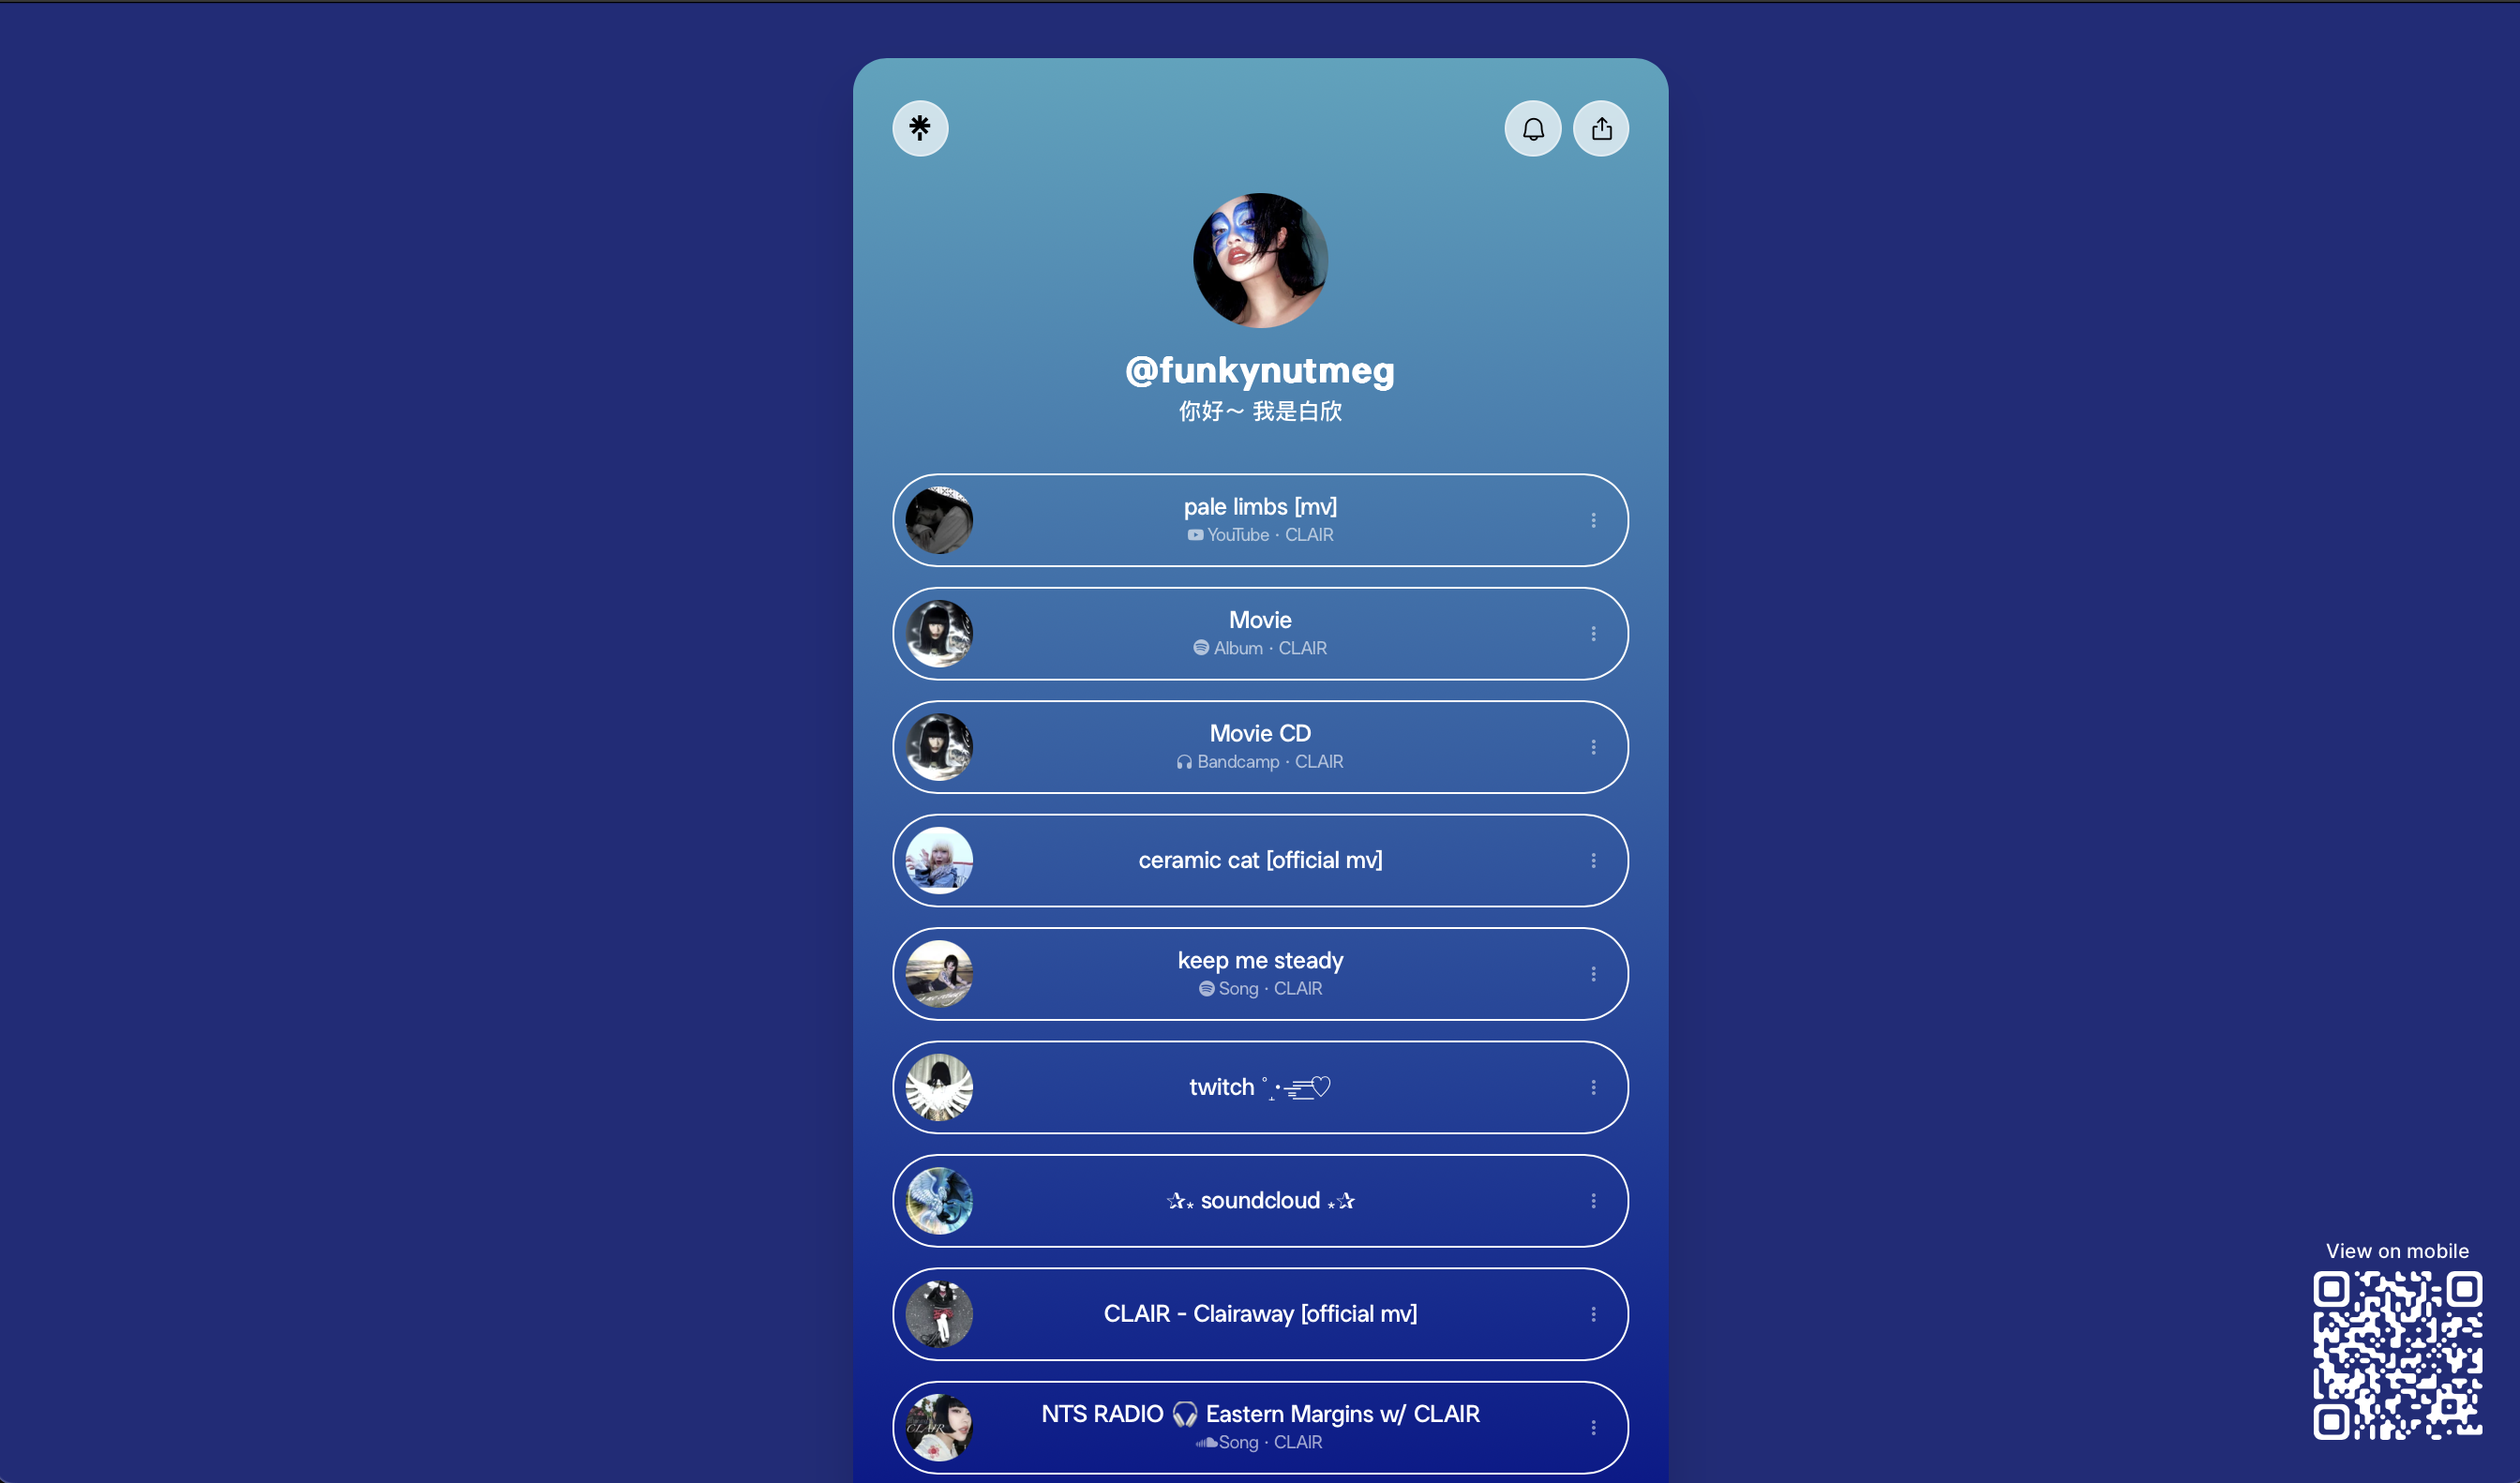 @funkynutmeg
你好～ 我是白欣
pale limbs [mv]
YouTube · CLAIR
Movie
Album · CLAIR
Movie CD
Bandcamp · CLAIR
ceramic cat [official mv]
keep me steady
Song · CLAIR
twitch ˚ ༘ ⋆ ═══♡
✰⋆ soundcloud ⋆✰
CLAIR - Clairaway [official mv]
NTS RADIO 🎧 Eastern Margins w/ CLAIR
CLAIR
Song · CLAIR
View on mobile